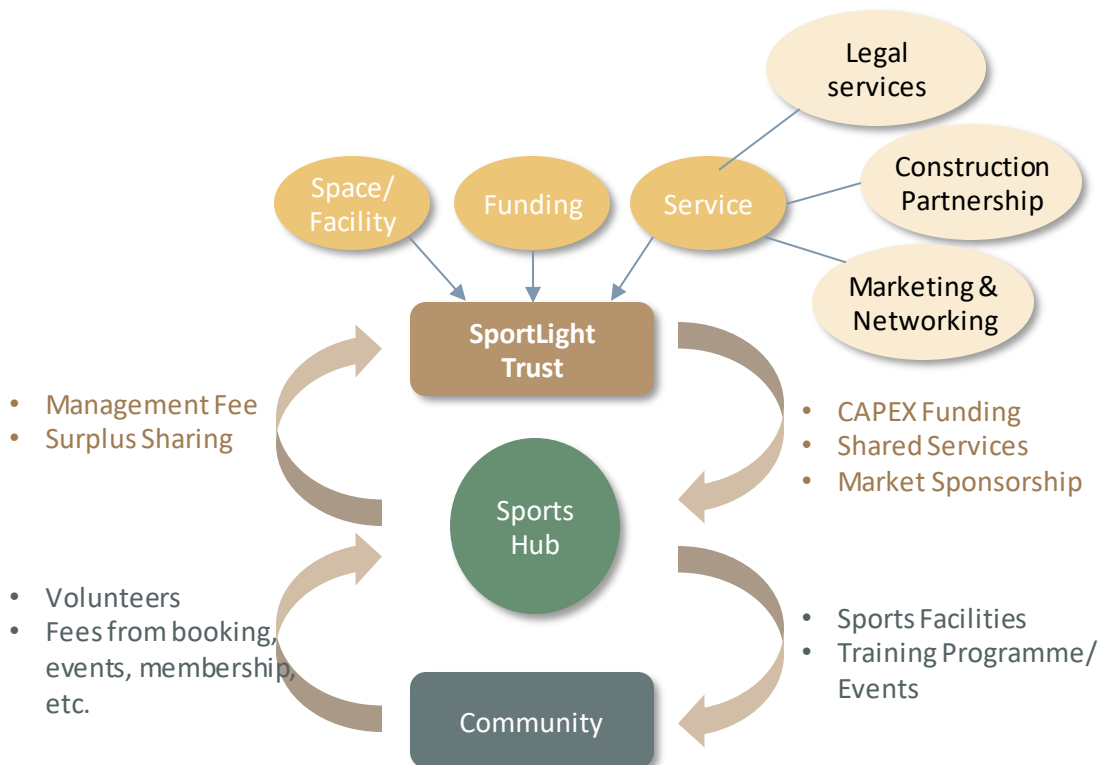 Legal
services
Construction
Partnership
Space/
Facility
Funding
Service
Marketing &
Networking
SportLight
Trust
• Management Fee
• Surplus Sharing
• CAPEX Funding
• Shared Services
• Market Sponsorship
Sports
Hub
• Volunteers
• Fees from booking,
events, membership,
etc.
• Sports Facilities
• Training Programme/
Events
Community